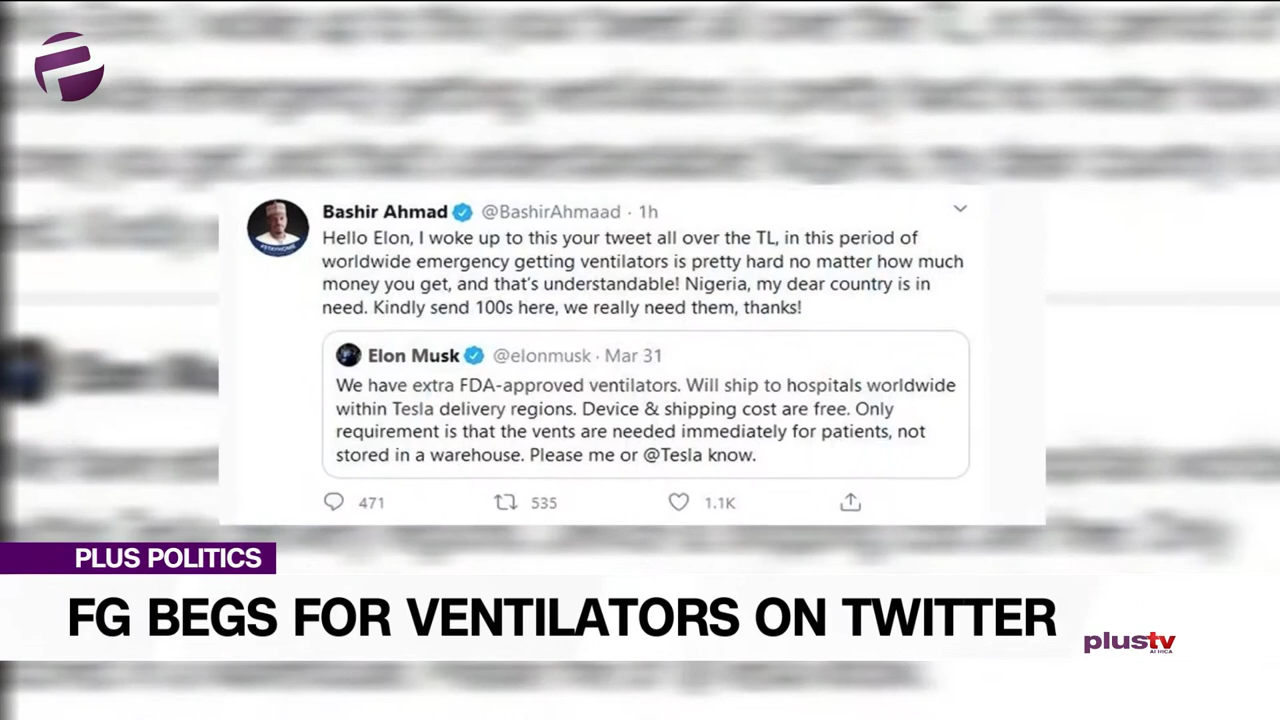 Bashir Ahmad @BashirAhmaad · 1h
Hello Elon, I woke up to this your tweet all over the TL, in this period of
worldwide emergency getting ventilators is pretty hard no matter how much
money you get, and that's understandable! Nigeria, my dear country is in
need. Kindly send 100s here, we really need them, thanks!
Elon Musk @elonmusk · Mar 31
We have extra FDA-approved ventilators. Will ship to hospitals worldwide
within Tesla delivery regions. Device & shipping cost are free. Only
requirement is that the vents are needed immediately for patients, not
stored in a warehouse. Please me or @Tesla know.
471 535 1.1K
PLUS POLITICS
FG BEGS FOR VENTILATORS ON TWITTER
plustv
AFRICA